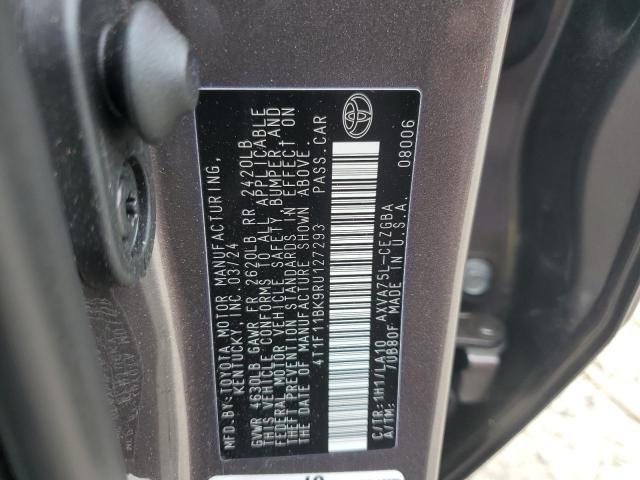 MFD.BY:TOYOTA MOTOR MANUFACTURING,
KENTUCKY, INC 03/24
GVWR 4630LB GAWR FR 2620LB RR 2420LB
THIS VEHICLE CONFORMS TO ALL APPLICABLE
FEDERAL MOTOR VEHICLE SAFETY BUMPER, AND
THEFT PREVENTION STANDARDS IN EFFECT ON
THE DATE OF MANUFACTURE SHOWN ABOVE.
4T1F11BK9RU127293 PASS.CAR
C/TR:1H1/LA10 AXVA75L-CEZGBA
A/TM: /UB80F MADE IN U.S.A. 08006